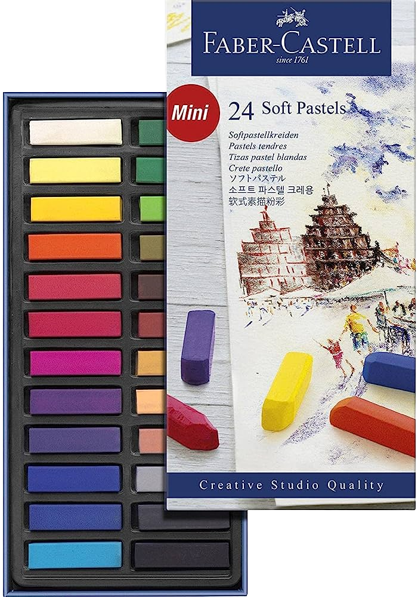 FABER-CASTELL
since 1761
Mini
24 Soft Pastels
Softpastellkreiden
Pastels tendres
Tizas pastel blandas
Crete pastello
ソフトパステル
소프트 파스텔 크레용
软式素描粉彩
Creative Studio Quality